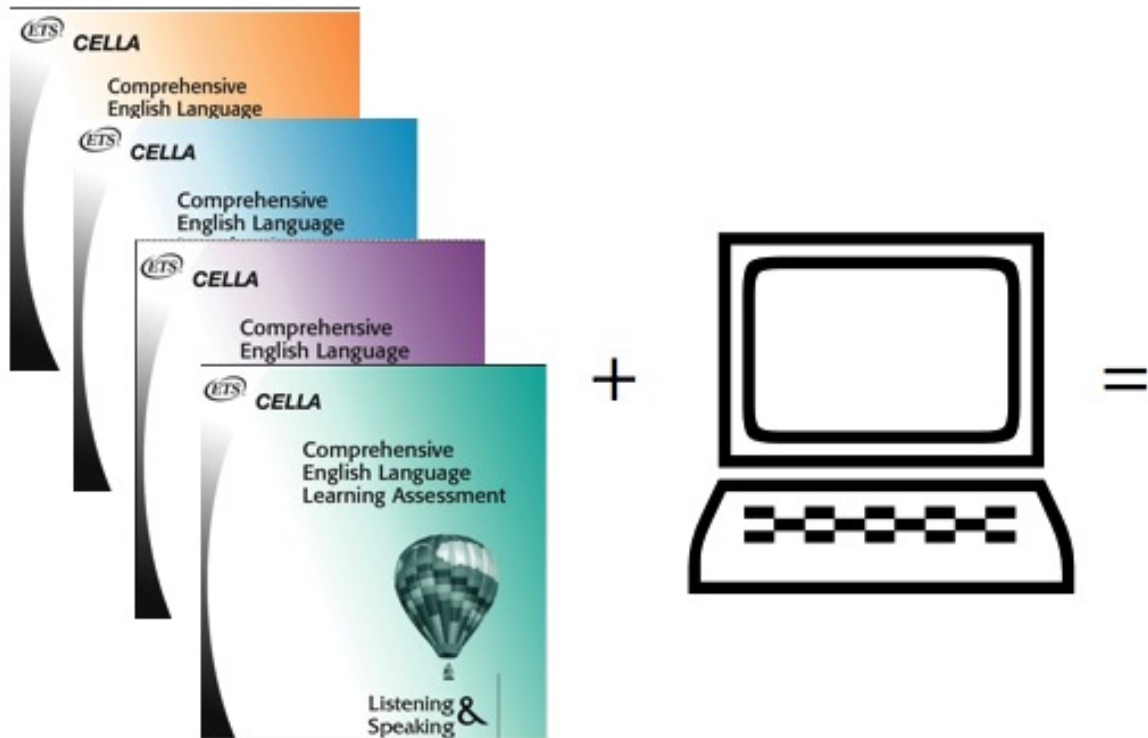 ETS
CELLA
Comprehensive
English Language
ETS
CELLA
Comprehensive
English Language
ETS
CELLA
Comprehensive
English Language
ETS
CELLA
Comprehensive
English Language
Learning Assessment
Listening &
Speaking
+
=